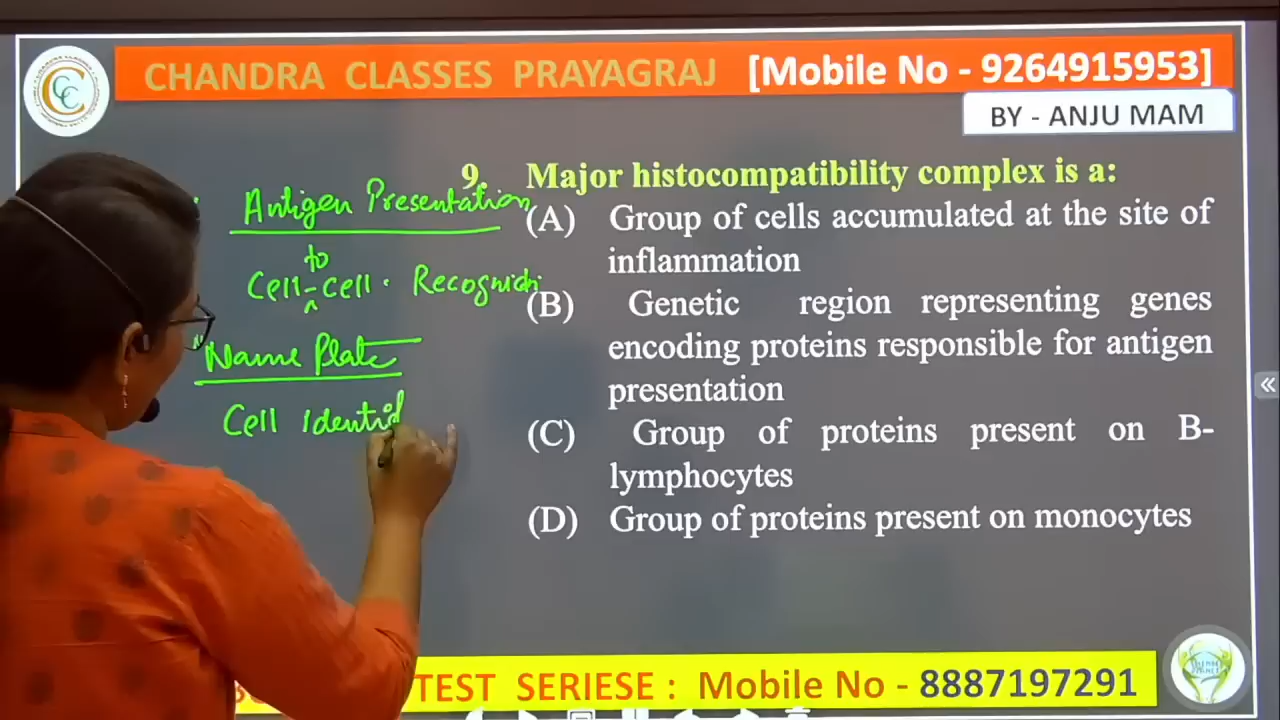 CHANDRA CLASSES PRAYAGRAJ [Mobile No - 9264915953]
BY - ANJU MAM
9. Major histocompatibility complex is a:
(A) Group of cells accumulated at the site of
inflammation
(B) Genetic region representing genes
encoding proteins responsible for antigen
presentation
(C) Group of proteins present on B-
lymphocytes
(D) Group of proteins present on monocytes
Antigen Presentation
to
Cell-cell.
"Name Plate
Cell
TEST SERIESE : Mobile No - 8887197291